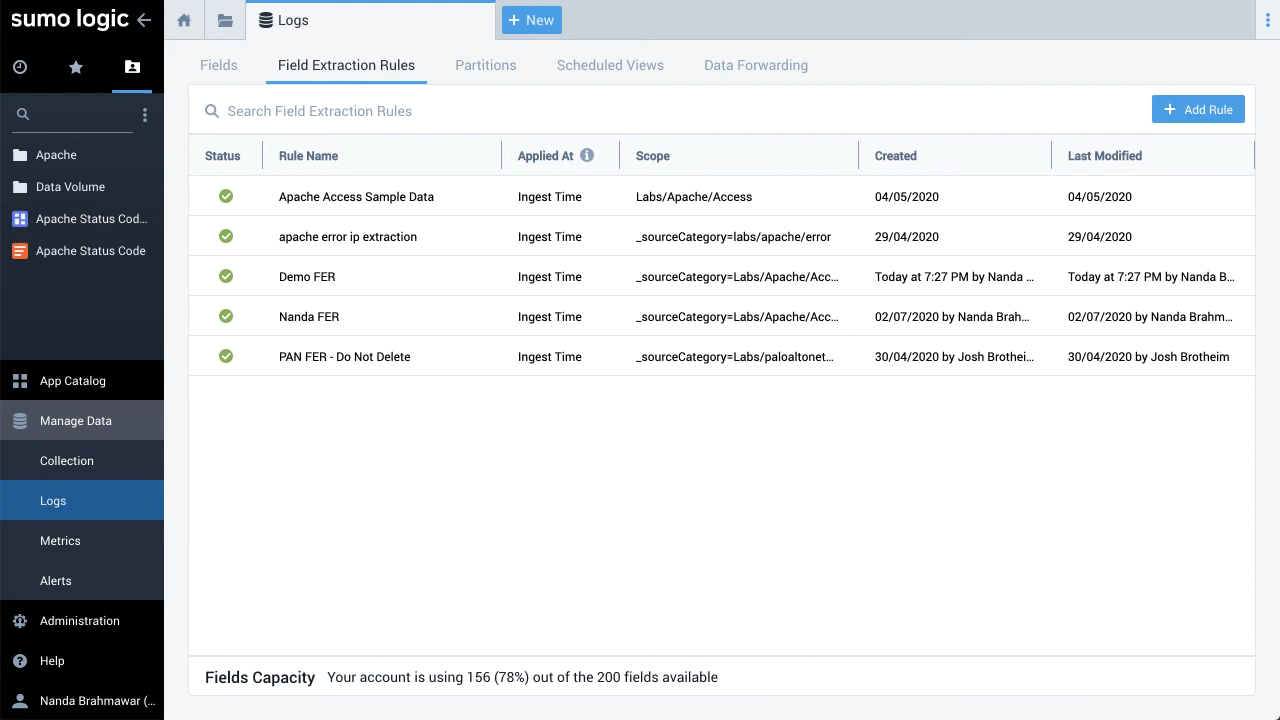 sumo logic
Logs
New
Fields
Field Extraction Rules
Partitions
Scheduled Views
Data Forwarding
Search Field Extraction Rules
Add Rule
Apache
Data Volume
Apache Status Cod...
Apache Status Code
App Catalog
Manage Data
Collection
Logs
Metrics
Alerts
Administration
Help
Nanda Brahmawar (...
Status Rule Name Applied At Scope Created Last Modified
Apache Access Sample Data Ingest Time Labs/Apache/Access 04/05/2020 04/05/2020
apache error ip extraction Ingest Time _sourceCategory=labs/apache/error 29/04/2020 29/04/2020
Demo FER Ingest Time _sourceCategory=Labs/Apache/Acc... Today at 7:27 PM by Nanda ... Today at 7:27 PM by Nanda B...
Nanda FER Ingest Time _sourceCategory=Labs/Apache/Acc... 02/07/2020 by Nanda Brah... 02/07/2020 by Nanda Brahm...
PAN FER - Do Not Delete Ingest Time _sourceCategory=Labs/paloaltonet... 30/04/2020 by Josh Brothei... 30/04/2020 by Josh Brotheim
Fields Capacity Your account is using 156 (78%) out of the 200 fields available